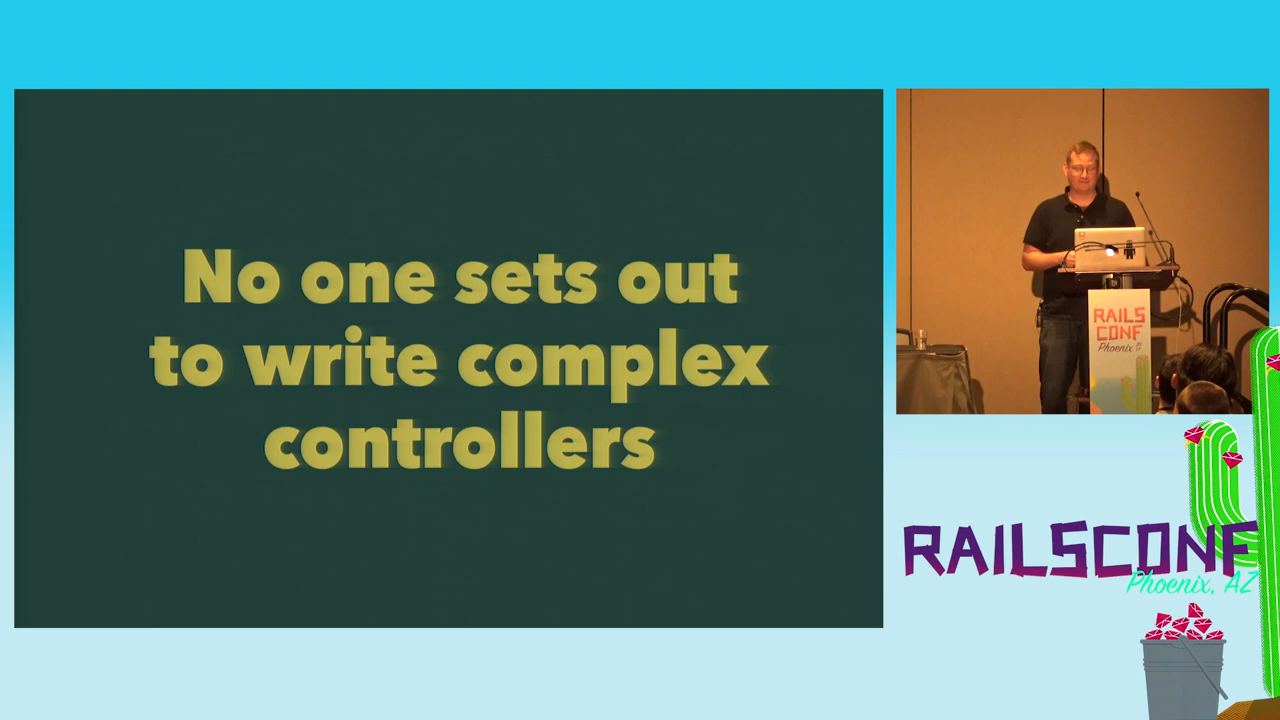 No one sets out
to write complex
controllers
RAILS
CONF
Phoenix
RAILSCONF
Phoenix, AZ